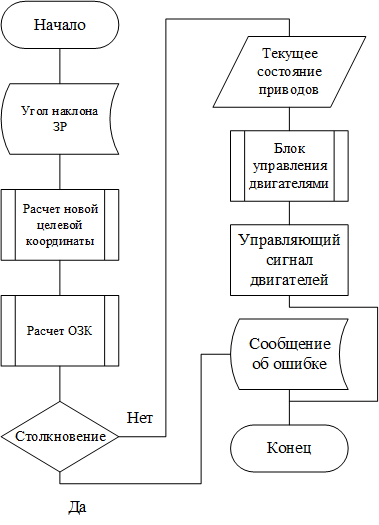 Начало
Угол наклона
ЗР
Расчет новой
целевой
координаты
Расчет ОЗК
Столкновение
Нет
Да
Текущее
состояние
приводов
Блок
управления
двигателями
Управляющий
сигнал
двигателей
Сообщение
об ошибке
Конец